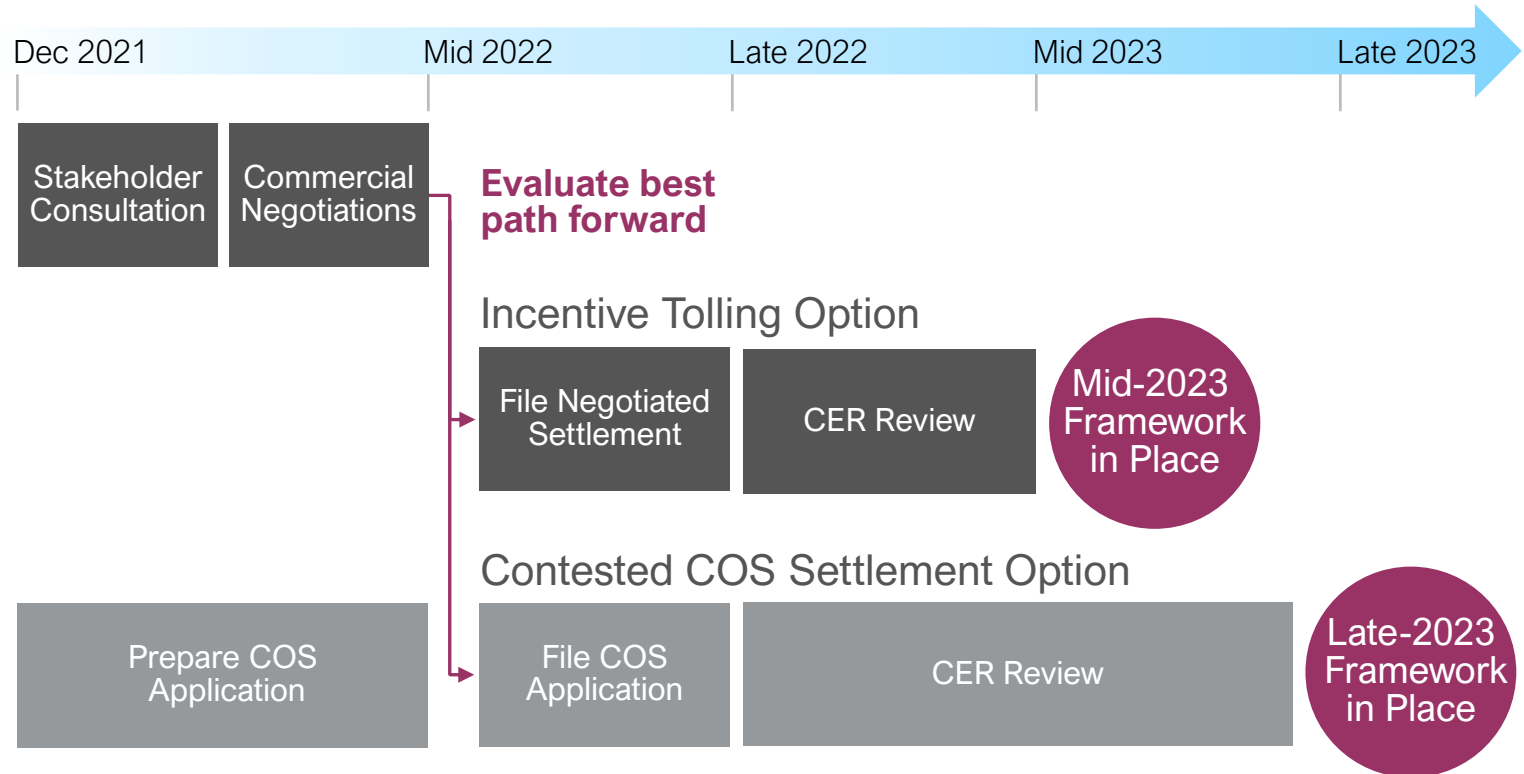 Dec 2021
Mid 2022
Late 2022
Mid 2023
Late 2023
Stakeholder
Consultation
Commercial
Negotiations
Evaluate best
path forward
Incentive Tolling Option
File Negotiated
Settlement
CER Review
Mid-2023
Framework
in Place
Contested COS Settlement Option
Prepare COS
Application
File COS
Application
CER Review
Late-2023
Framework
in Place